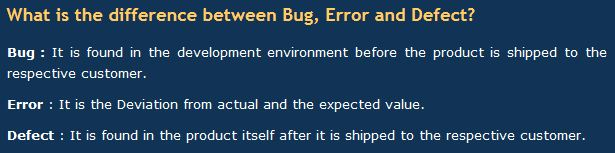 What is the difference between Bug, Error and Defect?
Bug : It is found in the development environment before the product is shipped to the
respective customer.
Error : It is the Deviation from actual and the expected value.
Defect : It is found in the product itself after it is shipped to the respective customer.